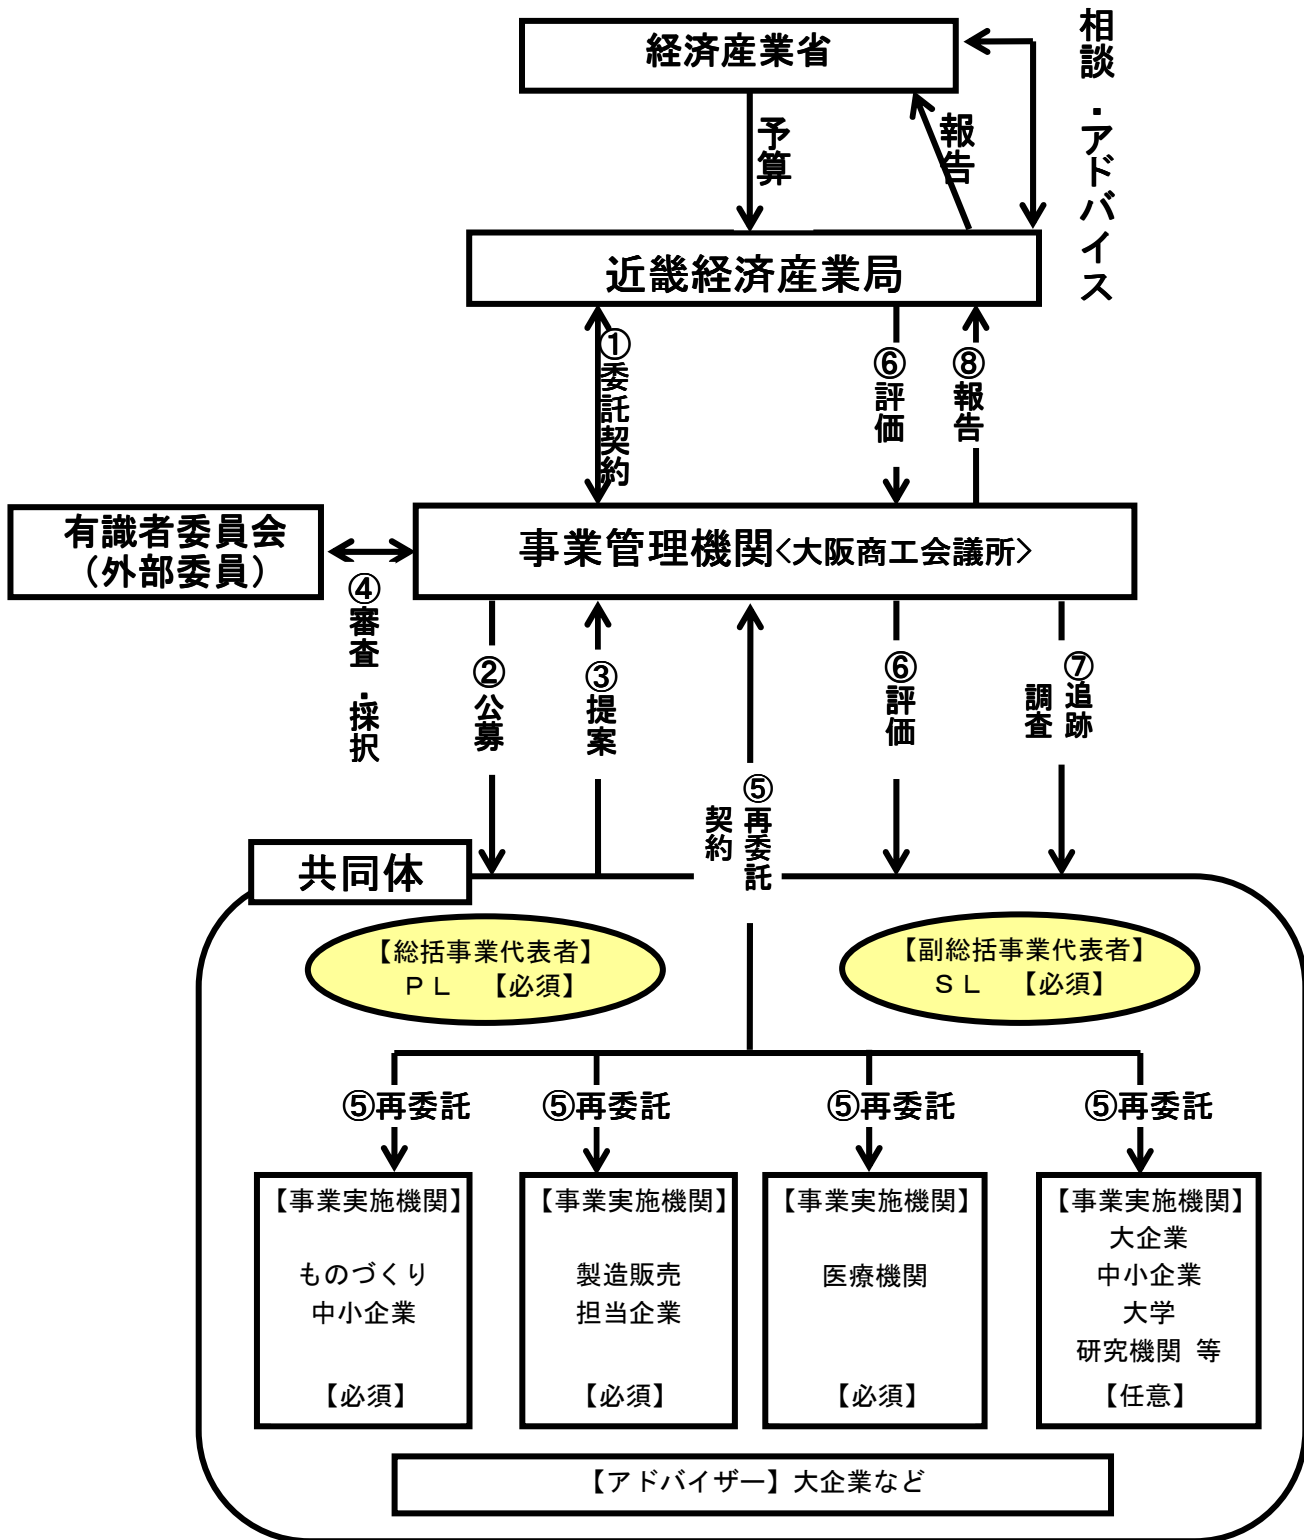 経済産業省
相談・アドバイス
予算
報告
近畿経済産業局
①委託契約
⑥評価
⑧報告
有識者委員会
（外部委員）
事業管理機関<大阪商工会議所>
④審査・採択
②公募
③提案
⑤再委託
契約
⑥評価
⑦追跡
調査
共同体
【総括事業代表者】
ＰＬ　【必須】
【副総括事業代表者】
ＳＬ　【必須】
⑤再委託
⑤再委託
⑤再委託
⑤再委託
【事業実施機関】
ものづくり
中小企業
【必須】
【事業実施機関】
製造販売
担当企業
【必須】
【事業実施機関】
医療機関
【必須】
【事業実施機関】
大企業
中小企業
大学
研究機関 等
【任意】
【アドバイザー】大企業など